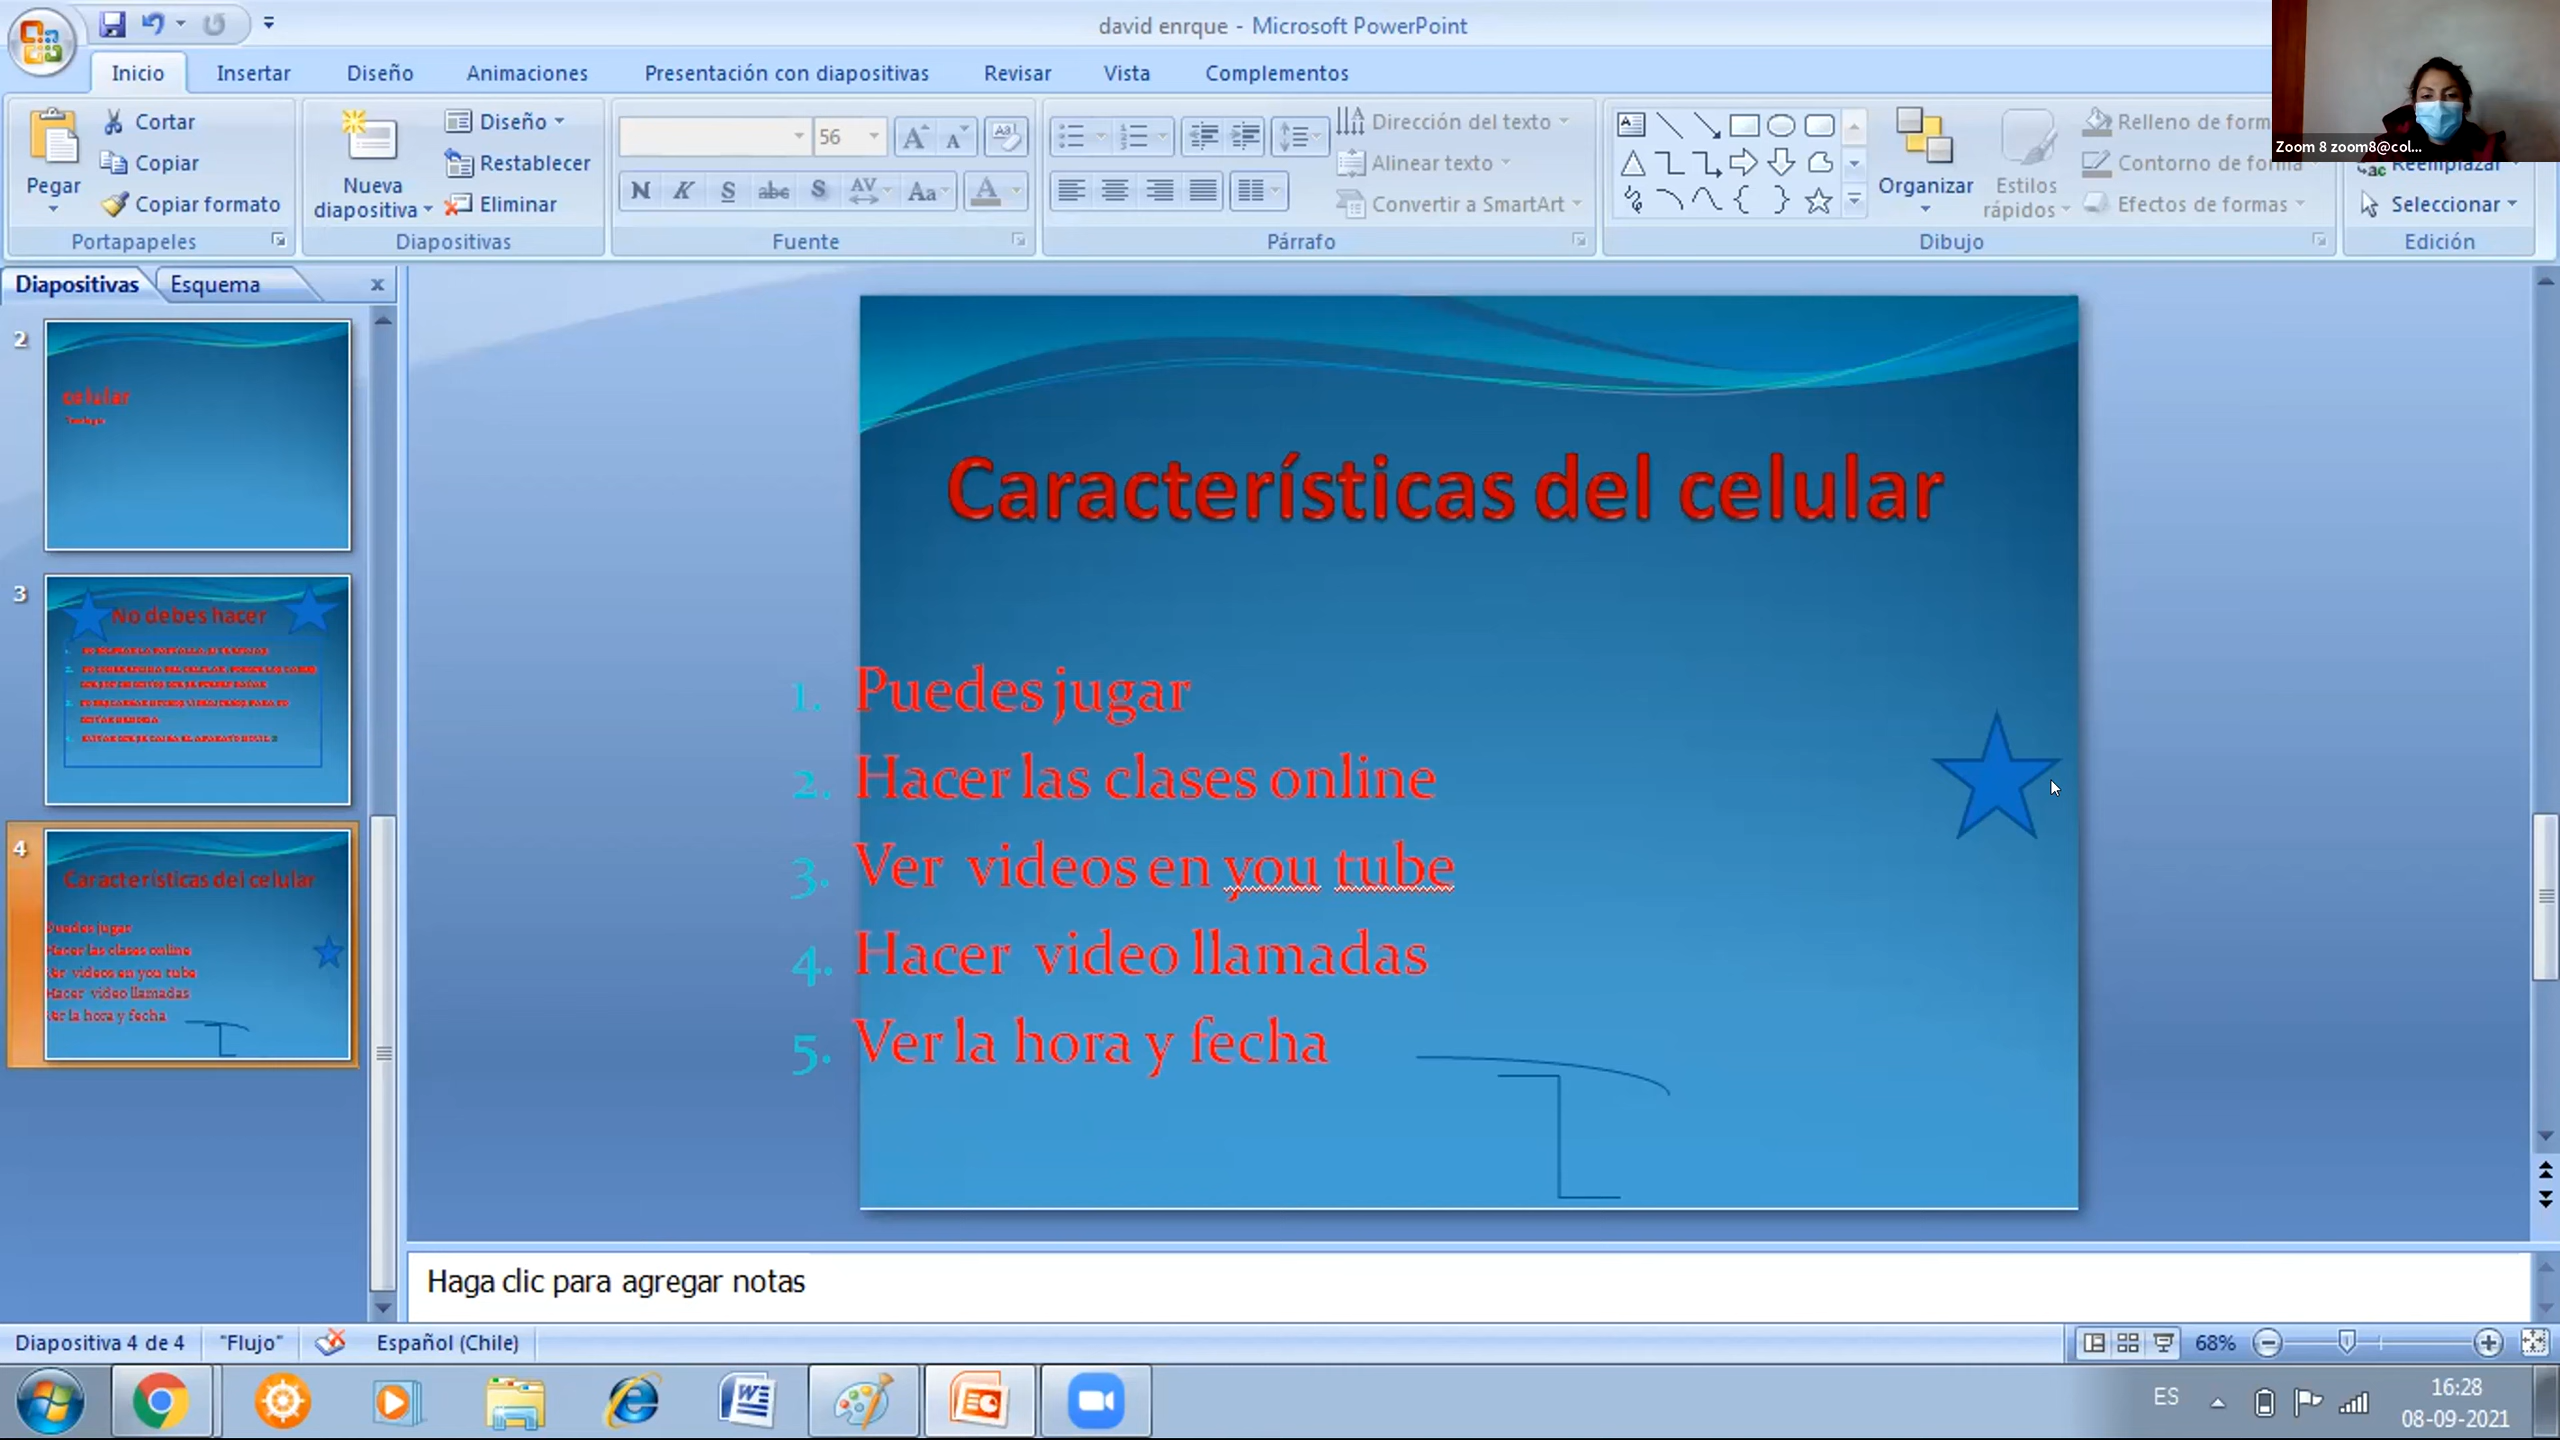 david enrque - Microsoft PowerPoint
Inicio Insertar Diseño Animaciones Presentación con diapositivas Revisar Vista Complementos
Pegar
Cortar
Copiar
Copiar formato
Portapapeles
Nueva diapositiva
Diseño
Restablecer
Eliminar
Diapositivas
56
Fuente
Dirección del texto
Alinear texto
Convertir a SmartArt
Párrafo
Organizar
Estilos rápidos
Relleno de form
Contorno de forma
Efectos de formas
Dibujo
Reemplazar
Seleccionar
Edición
Zoom 8 zoom8@col...
Diapositivas Esquema
2
celular
3
No debes hacer
4
Características del celular
Puedes jugar
Hacer las clases online
Ver videos en you tube
Hacer video llamadas
Ver la hora y fecha
Características del celular
1. Puedes jugar
2. Hacer las clases online
3. Ver videos en you tube
4. Hacer video llamadas
5. Ver la hora y fecha
Haga clic para agregar notas
Diapositiva 4 de 4 "Flujo" Español (Chile) 68%
ES
16:28
08-09-2021